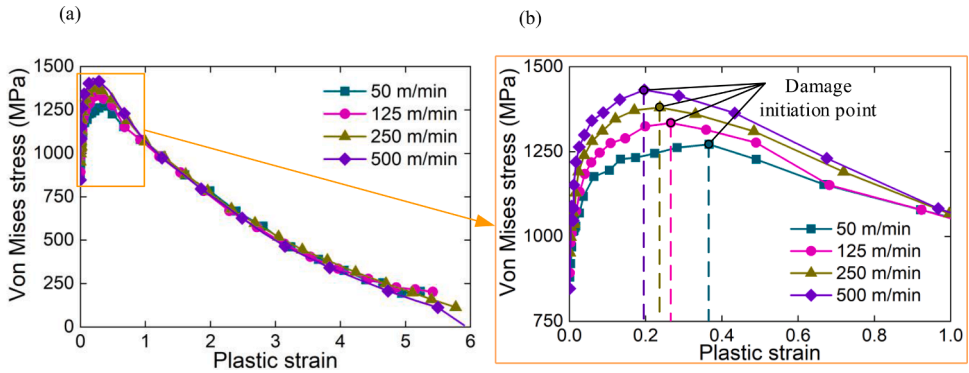 (a)
(b)
Von Mises stress (MPa)
1500
1250
1000
750
500
250
0
0 1 2 3 4 5 6
Plastic strain
50 m/min
125 m/min
250 m/min
500 m/min
Von Mises stress (MPa)
1500
1250
1000
750
0.0 0.2 0.4 0.6 0.8 1.0
Plastic strain
Damage
initiation point
50 m/min
125 m/min
250 m/min
500 m/min